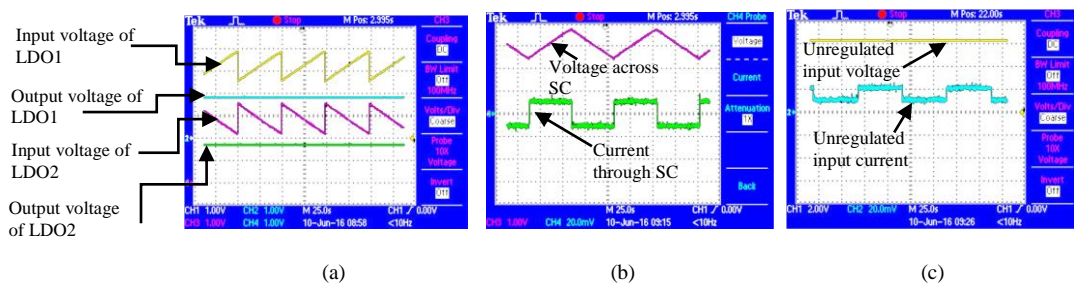 Input voltage of
LDO1
Output voltage of
LDO1
Input voltage of
LDO2
Output voltage
of LDO2
Tek Stop M Pos: 2.995s CH3
Coupling
DC
BW Limit
Off
100MHz
Volts/Div
Coarse
Probe
10X
Voltage
Invert
Off
CH1 1.00V CH2 1.00V M 25.0s CH1 / 0.00V
CH3 1.00V CH4 1.00V 10-Jun-16 08:58 <10Hz
(a)
Tek Stop M Pos: 2.995s CH4 Probe
Voltage
Current
Attenuation
1X
Back
Voltage across
SC
Current
through SC
M 25.0s CH1 / 0.00V
CH3 1.00V CH4 20.0mV 10-Jun-16 09:15 <10Hz
(b)
Tek Stop M Pos: 22.00s CH3
Coupling
DC
BW Limit
Off
100MHz
Volts/Div
Coarse
Probe
10X
Voltage
Invert
Off
Unregulated
input voltage
Unregulated
input current
CH1 2.00V CH2 20.0mV M 25.0s CH1 / 0.00V
10-Jun-16 09:26 <10Hz
(c)